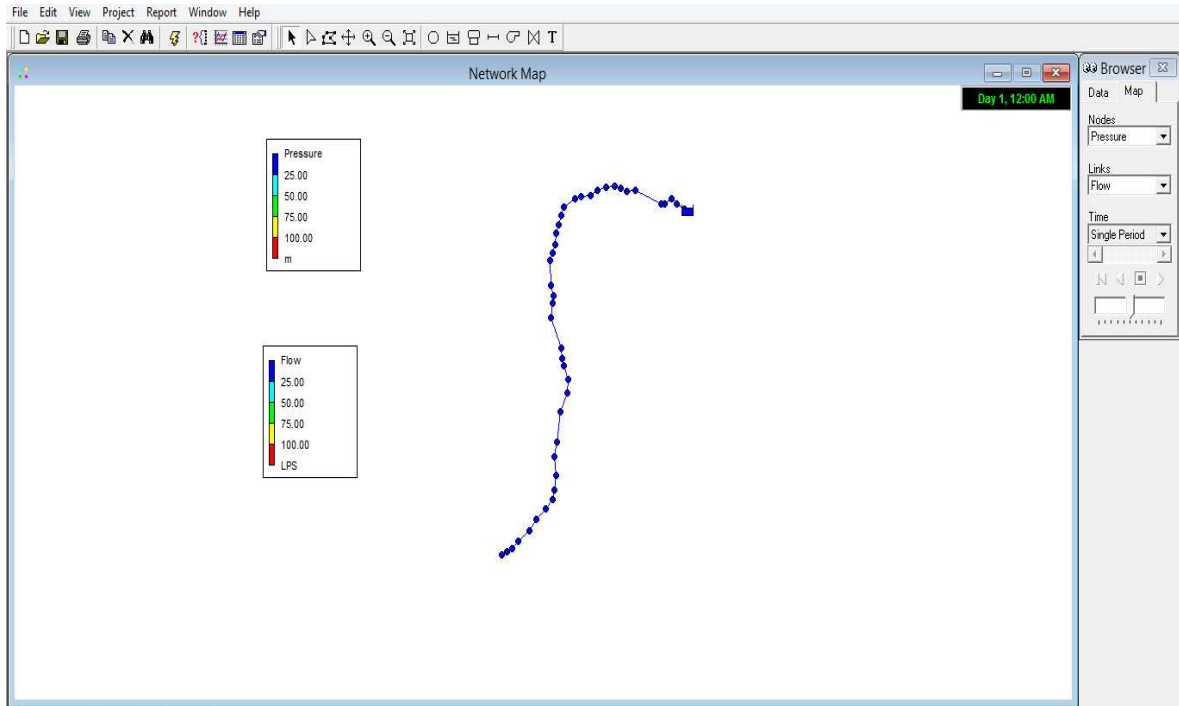 File Edit View Project Report Window Help
T
Network Map
Day 1, 12:00 AM
Pressure
25.00
50.00
75.00
100.00
m
Flow
25.00
50.00
75.00
100.00
LPS
Browser
Data Map
Nodes
Pressure
Links
Flow
Time
Single Period